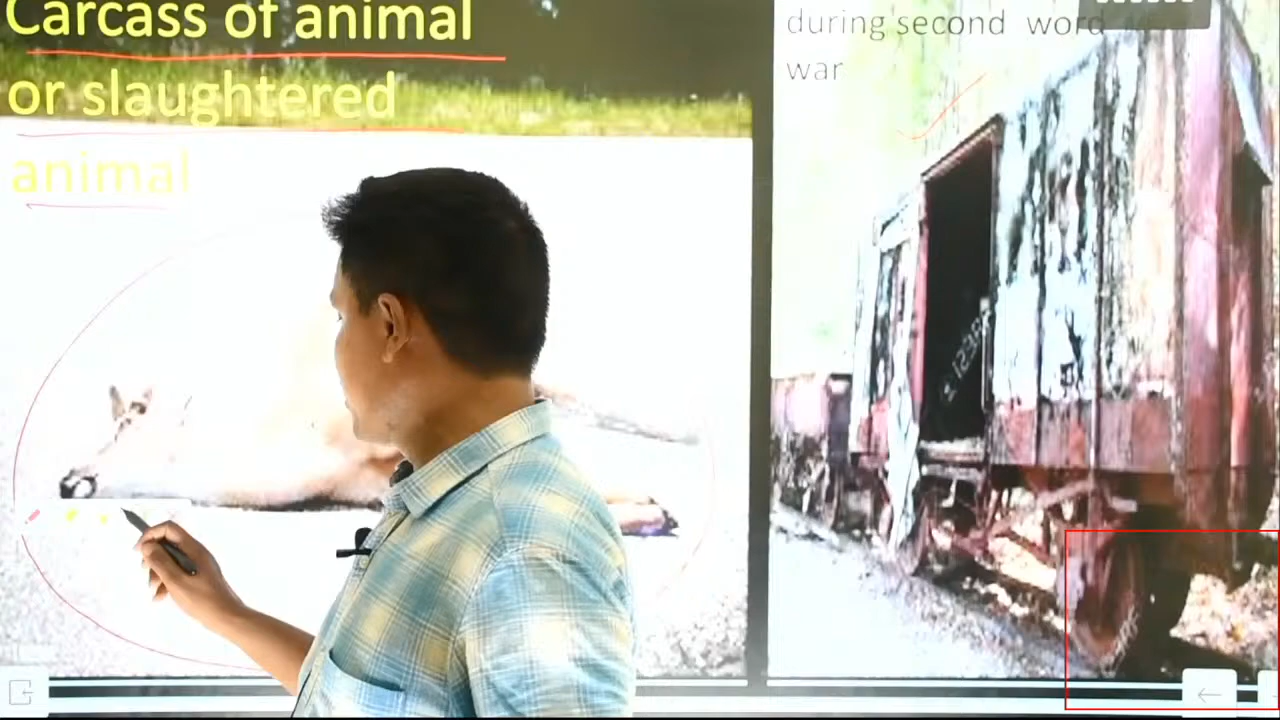 Carcass of animal
or slaughtered
animal
during second word
war